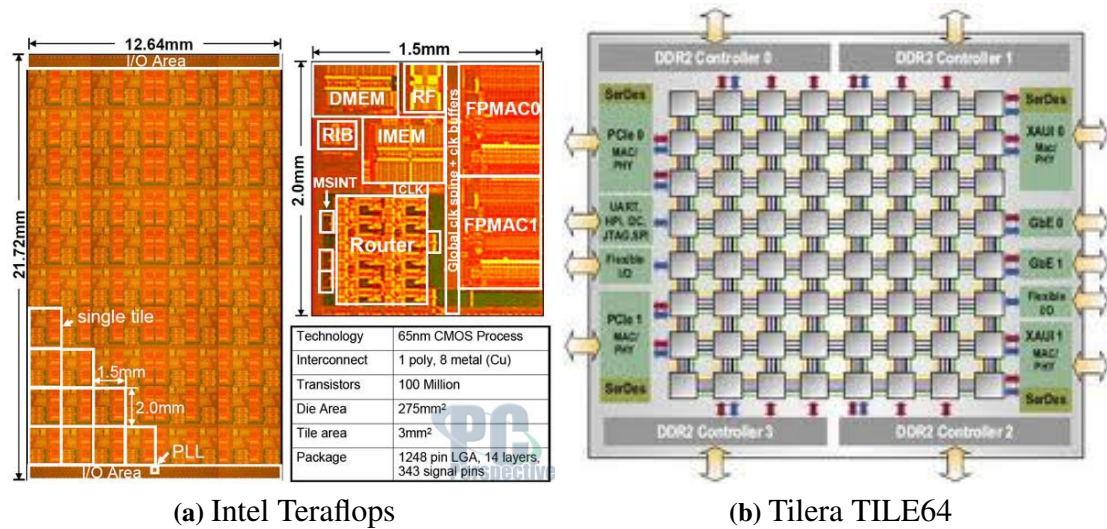 12.64mm
I/O Area
21.72mm
single tile
1.5mm
2.0mm
PLL
I/O Area
1.5mm
2.0mm
DMEM
RF
RIB
IMEM
MSINT
CLK
Router
Global clk spine + clk buffers
FPMAC0
FPMAC1
Technology 65nm CMOS Process
Interconnect 1 poly, 8 metal (Cu)
Transistors 100 Million
Die Area 275mm²
Tile area 3mm²
Package 1248 pin LGA, 14 layers,
343 signal pins
PC
Perspective
(a) Intel Teraflops
DDR2 Controller 0
DDR2 Controller 1
SerDes
PCIe 0
MAC/
PHY
UART,
HPI, I2C,
JTAG,SPI
Flexible
I/O
PCIe 1
MAC/
PHY
SerDes
SerDes
XAUI 0
MAC/
PHY
GbE 0
GbE 1
Flexible
I/O
XAUI 1
MAC/
PHY
SerDes
DDR2 Controller 3
DDR2 Controller 2
(b) Tilera TILE64